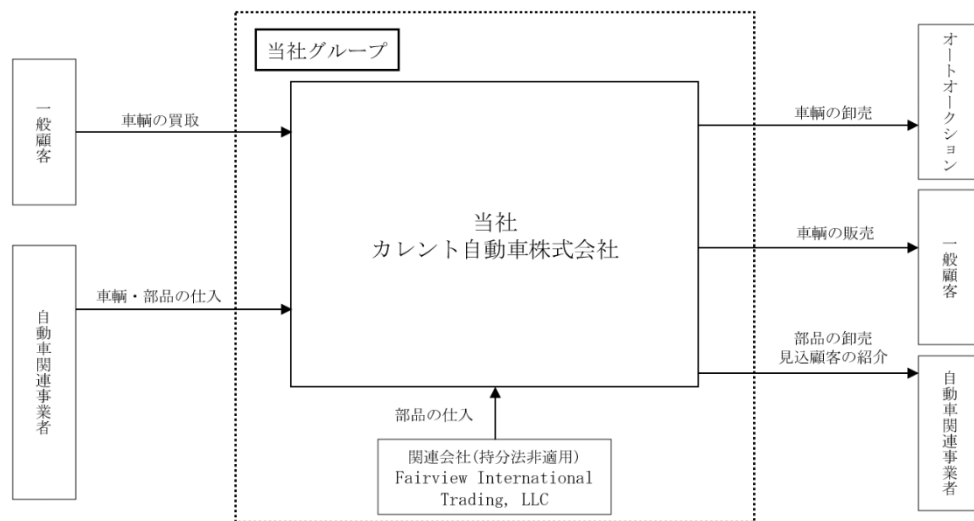 当社グループ
一般顧客
車輌の買取
自動車関連事業者
車輌・部品の仕入
当社
カレント自動車株式会社
部品の仕入
関連会社(持分法非適用)
Fairview International
Trading, LLC
車輌の卸売
オートオークション
車輌の販売
一般顧客
部品の卸売
見込顧客の紹介
自動車関連事業者